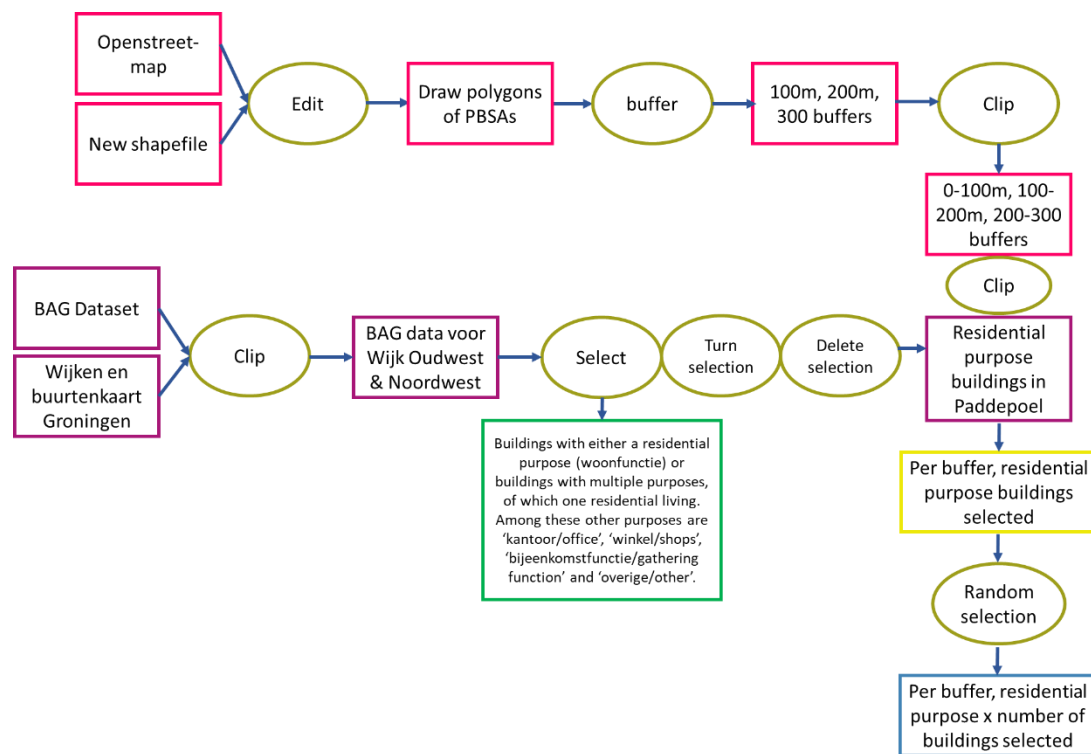 Openstreet-
map
New shapefile
Edit
Draw polygons
of PBSAs
buffer
100m, 200m,
300 buffers
Clip
0-100m, 100-
200m, 200-300
buffers
Clip
BAG Dataset
Wijken en
buurtenkaart
Groningen
Clip
BAG data voor
Wijk Oudwest
& Noordwest
Select
Turn
selection
Delete
selection
Residential
purpose
buildings in
Paddepoel
Buildings with either a residential
purpose (woonfunctie) or
buildings with multiple purposes,
of which one residential living.
Among these other purposes are
‘kantoor/office’, ‘winkel/shops’,
‘bijeenkomstfunctie/gathering
function’ and ‘overige/other’.
Per buffer, residential
purpose buildings
selected
Random
selection
Per buffer, residential
purpose x number of
buildings selected